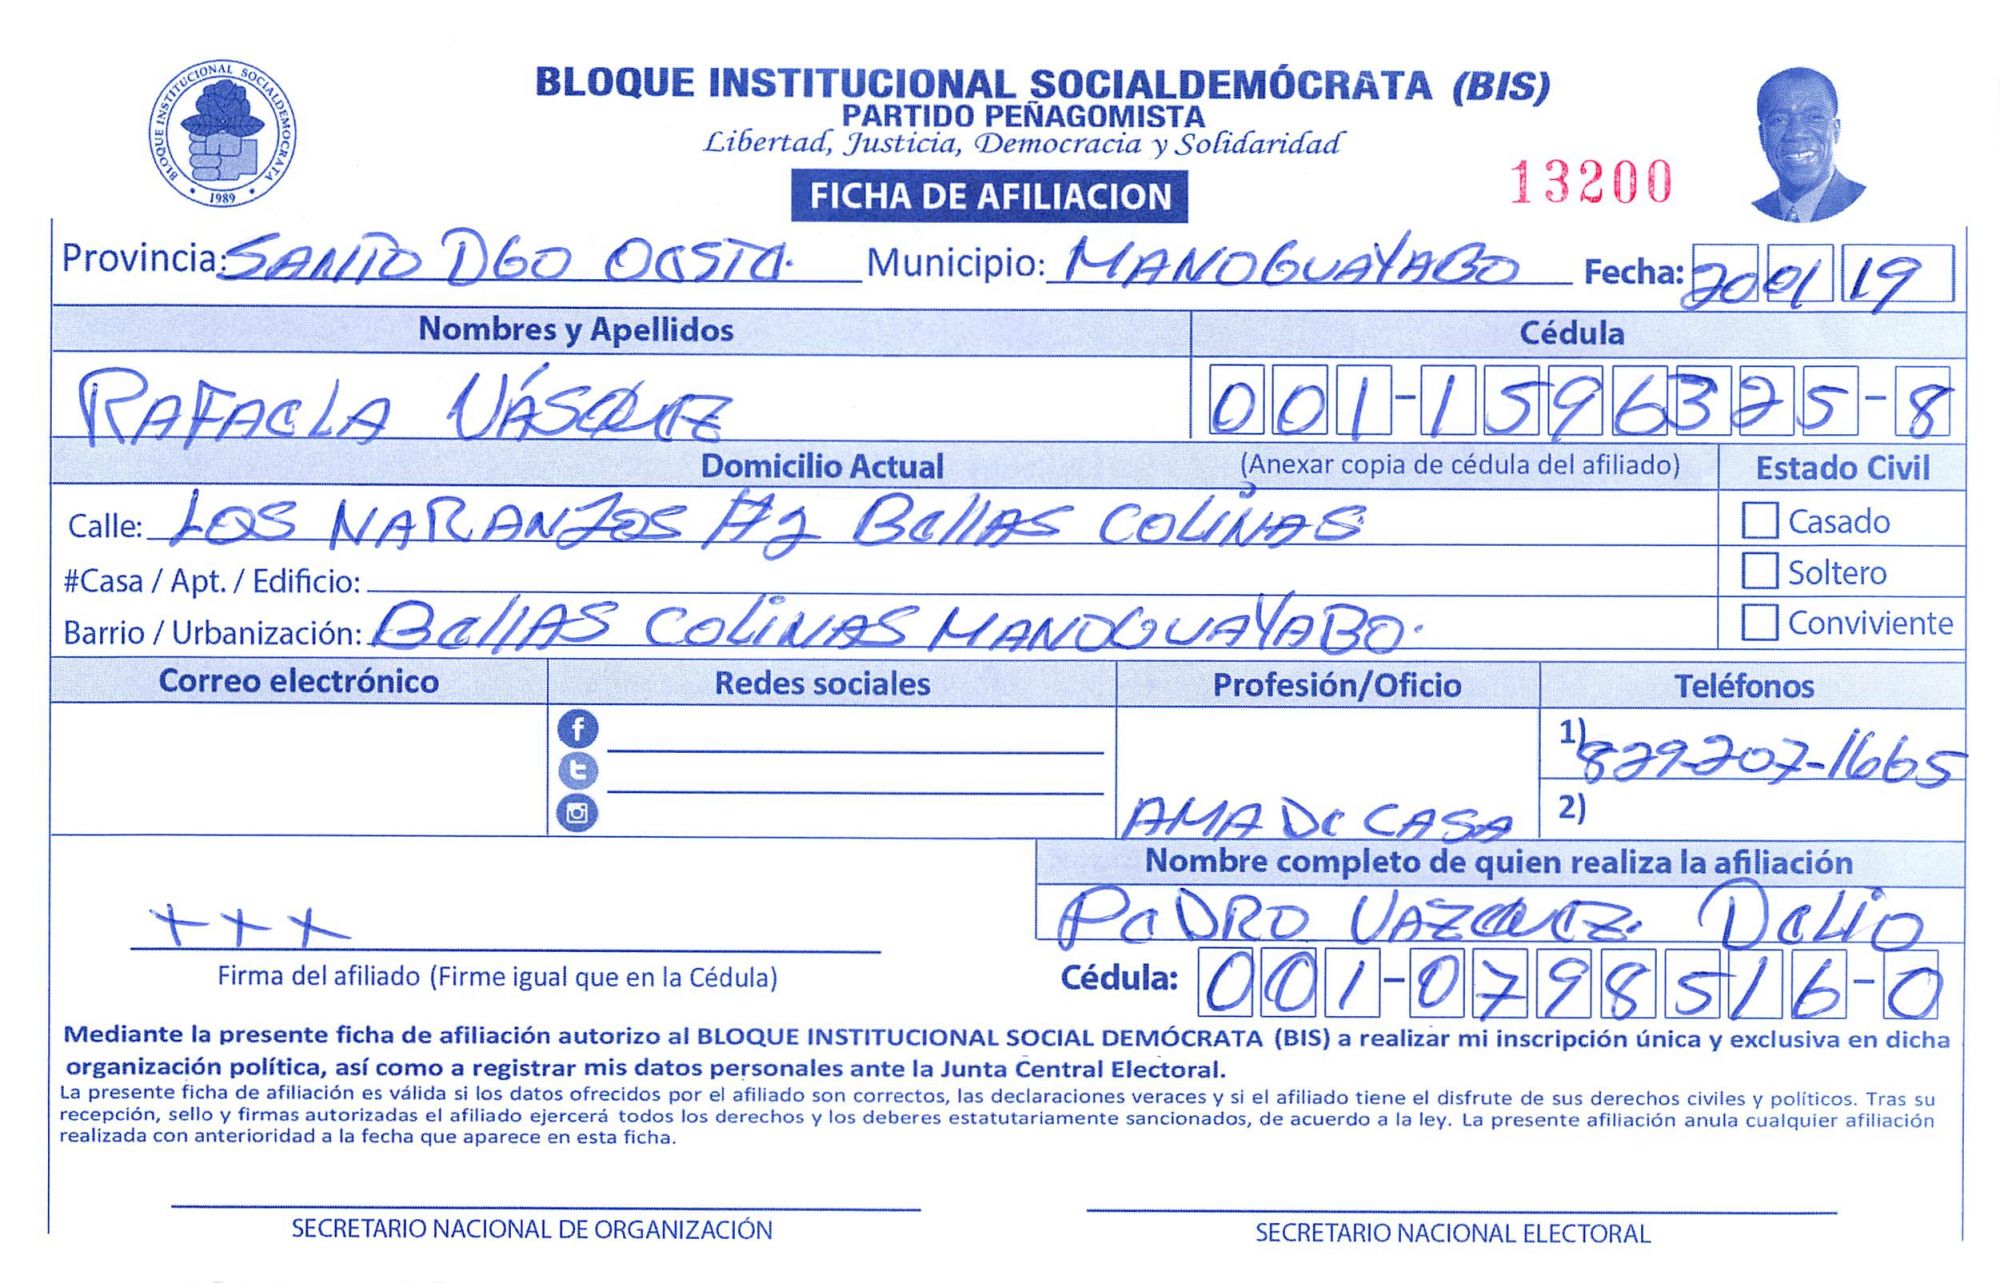 BLOQUE INSTITUCIONAL SOCIALDEMÓCRATA (BIS)
PARTIDO PEÑAGOMISTA
Libertad, Justicia, Democracia y Solidaridad
BLOQUE INSTITUCIONAL SOCIALDEMÓCRATA
1989
FICHA DE AFILIACION
13200
Provincia: SANTO DGO OESTE. Municipio: MANOGUAYABO Fecha: 20 01 19
Nombres y Apellidos Cédula
RAFAELA VÁSQUEZ 001-1596325-8
Domicilio Actual (Anexar copia de cédula del afiliado) Estado Civil
Calle: LOS NARANJOS #2 BellAS COLINAS Casado
#Casa / Apt. / Edificio: Soltero
Barrio / Urbanización: BellAS COLINAS MANOGUAYABO. Conviviente
Correo electrónico Redes sociales Profesión/Oficio Teléfonos
1) 829-207-1665
AMA De CASA 2)
Nombre completo de quien realiza la afiliación
+++ PeDRO VAZQUEZ. DeLIO
Firma del afiliado (Firme igual que en la Cédula) Cédula: 001-0798516-0
Mediante la presente ficha de afiliación autorizo al BLOQUE INSTITUCIONAL SOCIAL DEMÓCRATA (BIS) a realizar mi inscripción única y exclusiva en dicha
organización política, así como a registrar mis datos personales ante la Junta Central Electoral.
La presente ficha de afiliación es válida si los datos ofrecidos por el afiliado son correctos, las declaraciones veraces y si el afiliado tiene el disfrute de sus derechos civiles y políticos. Tras su
recepción, sello y firmas autorizadas el afiliado ejercerá todos los derechos y los deberes estatutariamente sancionados, de acuerdo a la ley. La presente afiliación anula cualquier afiliación
realizada con anterioridad a la fecha que aparece en esta ficha.
SECRETARIO NACIONAL DE ORGANIZACIÓN SECRETARIO NACIONAL ELECTORAL